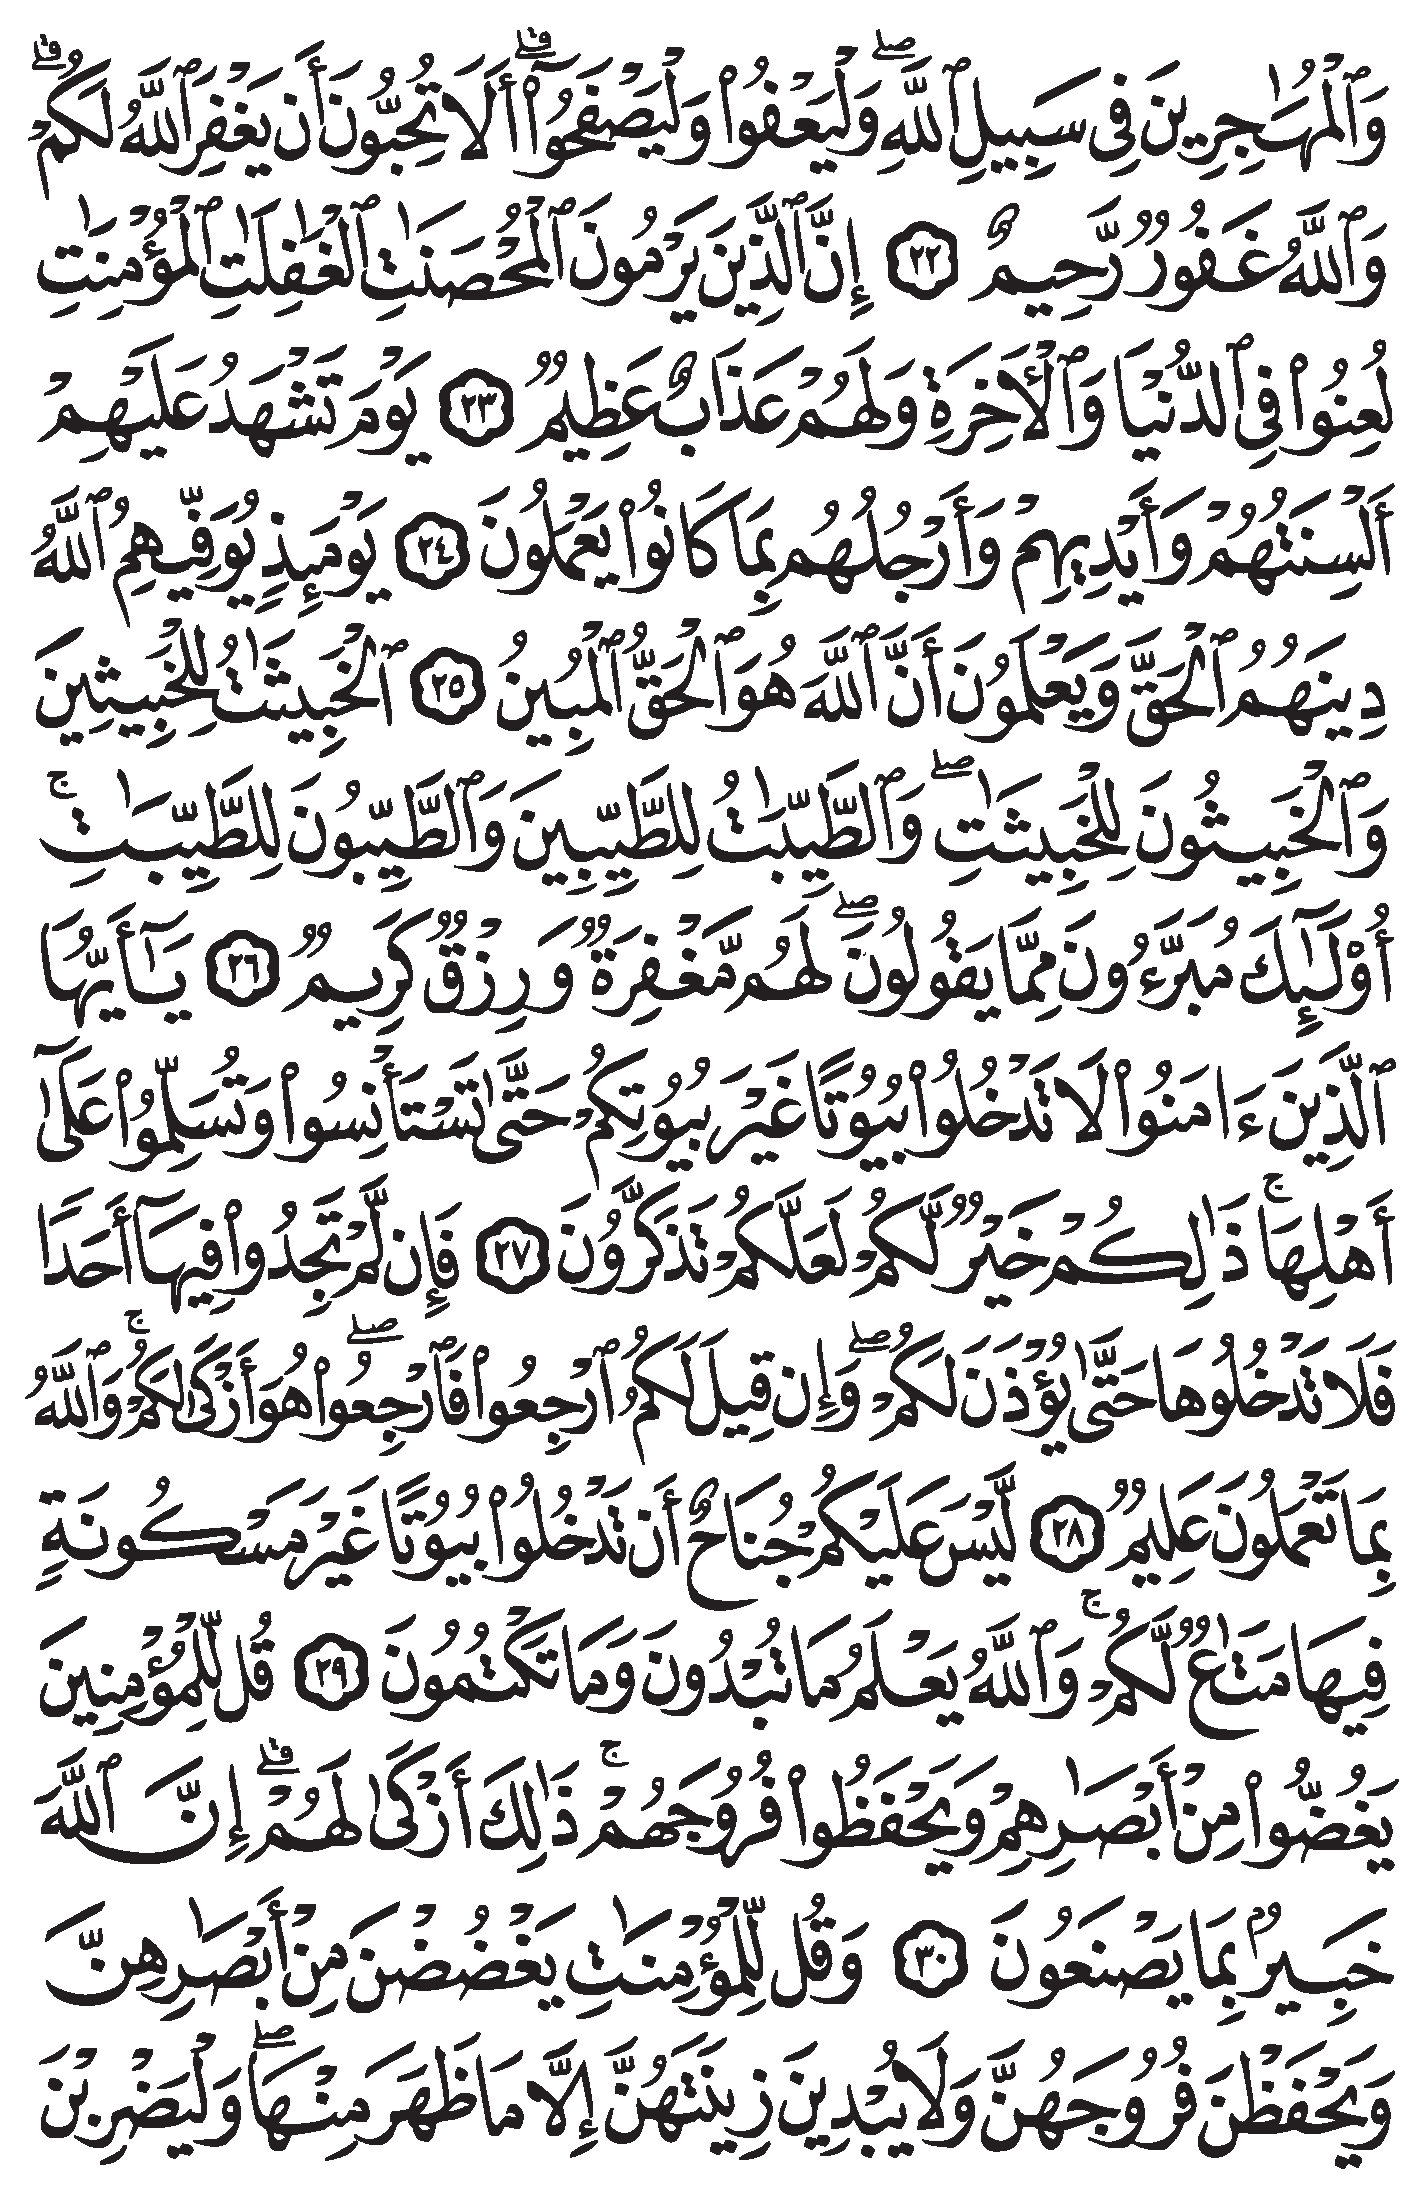 وَٱلْمُهَٰجِرِينَ فِى سَبِيلِ ٱللَّهِۖ وَلْيَعْفُوا۟ وَلْيَصْفَحُوٓا۟ۗ أَلَا تُحِبُّونَ أَن يَغْفِرَ ٱللَّهُ لَكُمْۗ
وَٱللَّهُ غَفُورٌ رَّحِيمٌ ٢٢ إِنَّ ٱلَّذِينَ يَرْمُونَ ٱلْمُحْصَنَٰتِ ٱلْغَٰفِلَٰتِ ٱلْمُؤْمِنَٰتِ
لُعِنُوا۟ فِى ٱلدُّنْيَا وَٱلْأَخِرَةِ وَلَهُمْ عَذَابٌ عَظِيمٌ ٢٣ يَوْمَ تَشْهَدُ عَلَيْهِمْ
أَلْسِنَتُهُمْ وَأَيْدِيهِمْ وَأَرْجُلُهُم بِمَا كَانُوا۟ يَعْمَلُونَ ٢٤ يَوْمَئِذٍ يُوَفِّيهِمُ ٱللَّهُ
دِينَهُمُ ٱلْحَقَّ وَيَعْلَمُونَ أَنَّ ٱللَّهَ هُوَ ٱلْحَقُّ ٱلْمُبِينُ ٢٥ ٱلْخَبِيثَٰتُ لِلْخَبِيثِينَ
وَٱلْخَبِيثُونَ لِلْخَبِيثَٰتِۖ وَٱلطَّيِّبَٰتُ لِلطَّيِّبِينَ وَٱلطَّيِّبُونَ لِلطَّيِّبَٰتِۚ
أُو۟لَٰٓئِكَ مُبَرَّءُونَ مِمَّا يَقُولُونَۖ لَهُم مَّغْفِرَةٌ وَرِزْقٌ كَرِيمٌ ٢٦ يَٰٓأَيُّهَا
ٱلَّذِينَ ءَامَنُوا۟ لَا تَدْخُلُوا۟ بُيُوتًا غَيْرَ بُيُوتِكُمْ حَتَّىٰ تَسْتَأْنِسُوا۟ وَتُسَلِّمُوا۟ عَلَىٰٓ
أَهْلِهَاۚ ذَٰلِكُمْ خَيْرٌ لَّكُمْ لَعَلَّكُمْ تَذَكَّرُونَ ٢٧ فَإِن لَّمْ تَجِدُوا۟ فِيهَآ أَحَدًا
فَلَا تَدْخُلُوهَا حَتَّىٰ يُؤْذَنَ لَكُمْۖ وَإِن قِيلَ لَكُمُ ٱرْجِعُوا۟ فَٱرْجِعُوا۟ۖ هُوَ أَزْكَىٰ لَكُمْۚ وَٱللَّهُ
بِمَا تَعْمَلُونَ عَلِيمٌ ٢٨ لَّيْسَ عَلَيْكُمْ جُنَاحٌ أَن تَدْخُلُوا۟ بُيُوتًا غَيْرَ مَسْكُونَةٍ
فِيهَا مَتَٰعٌ لَّكُمْۚ وَٱللَّهُ يَعْلَمُ مَا تُبْدُونَ وَمَا تَكْتُمُونَ ٢٩ قُل لِّلْمُؤْمِنِينَ
يَغُضُّوا۟ مِنْ أَبْصَٰرِهِمْ وَيَحْفَظُوا۟ فُرُوجَهُمْۚ ذَٰلِكَ أَزْكَىٰ لَهُمْۗ إِنَّ ٱللَّهَ
خَبِيرٌۢ بِمَا يَصْنَعُونَ ٣٠ وَقُل لِّلْمُؤْمِنَٰتِ يَغْضُضْنَ مِنْ أَبْصَٰرِهِنَّ
وَيَحْفَظْنَ فُرُوجَهُنَّ وَلَا يُبْدِينَ زِينَتَهُنَّ إِلَّا مَا ظَهَرَ مِنْهَاۖ وَلْيَضْرِبْنَ